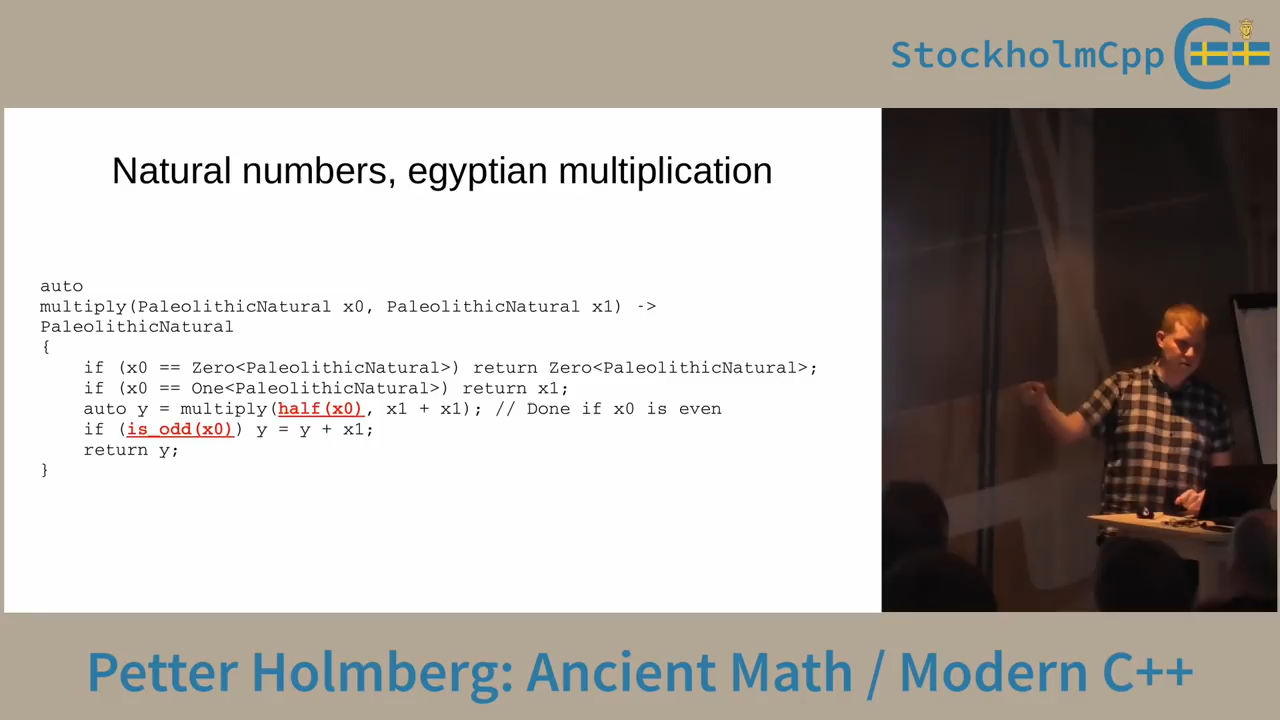 StockholmCpp
Natural numbers, egyptian multiplication
auto
multiply(PaleolithicNatural x0, PaleolithicNatural x1) ->
PaleolithicNatural
{
    if (x0 == Zero<PaleolithicNatural>) return Zero<PaleolithicNatural>;
    if (x0 == One<PaleolithicNatural>) return x1;
    auto y = multiply(half(x0), x1 + x1); // Done if x0 is even
    if (is_odd(x0)) y = y + x1;
    return y;
}
Petter Holmberg: Ancient Math / Modern C++